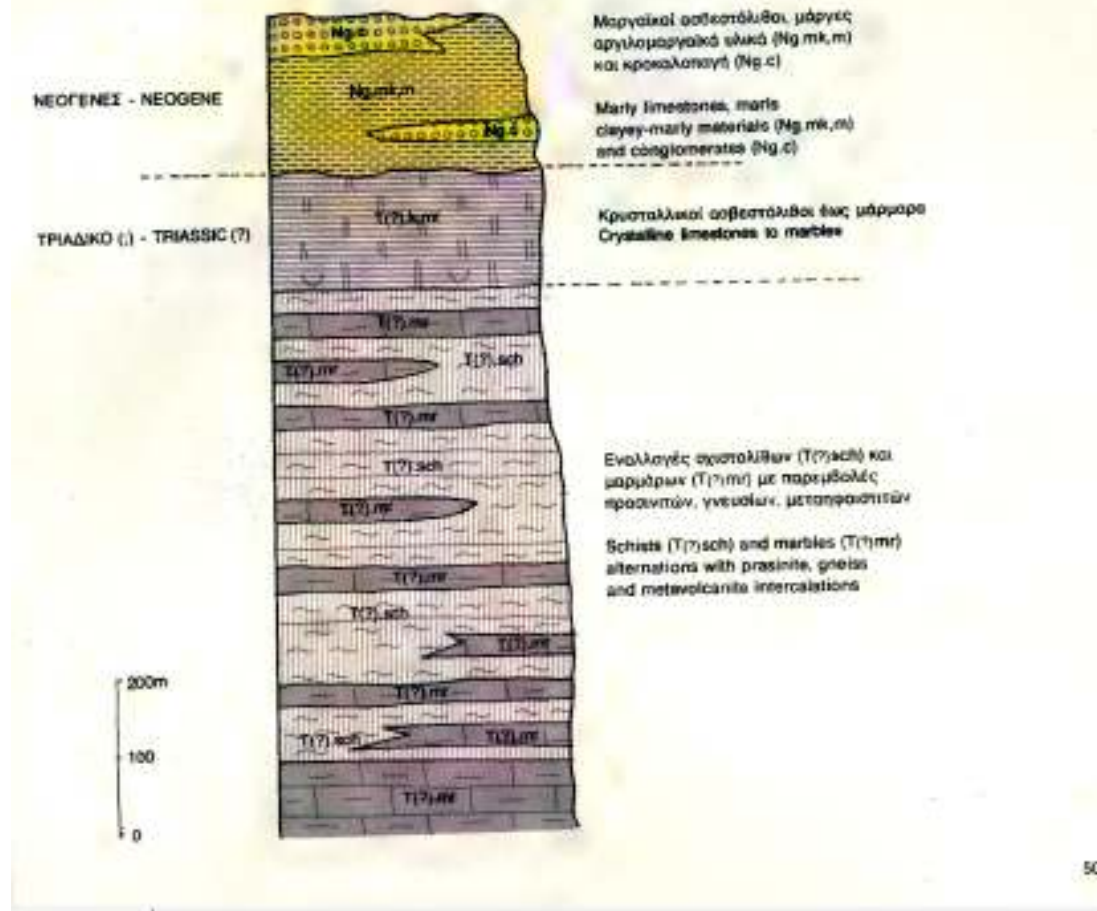 Ng.c
Μαργαϊκοί ασβεστόλιθοι, μάργες
αργιλομαργαϊκά υλικά (Ng.mk,m)
και κροκαλοπαγή (Ng.c)
ΝΕΟΓΕΝΕΣ - NEOGENE
Ng.mk,m
Ng.c
Marly limestones, marls
clayey-marly materials (Ng.mk,m)
and conglomerates (Ng.c)
ΤΡΙΑΔΙΚΟ (;) - TRIASSIC (?)
T(?).k,mr
Κρυσταλλικοί ασβεστόλιθοι έως μάρμαρα
Crystalline limestones to marbles
T(?).mr
T(?).sch
T(?).mr
T(?).mr
T(?).sch
T(?).mr
Εναλλαγές σχιστολίθων (T(?)sch) και
μαρμάρων (T(?)mr) με παρεμβολές
πρασινιτών, γνευσίων, μεταηφαιστιτών
Schists (T(?)sch) and marbles (T(?)mr)
alternations with prasinite, gneiss
and metavolcanite intercalations
T(?).mr
T(?).sch
T(?).mr
T(?).mr
T(?).sch
T(?).mr
T(?).mr
200m
100
0
50